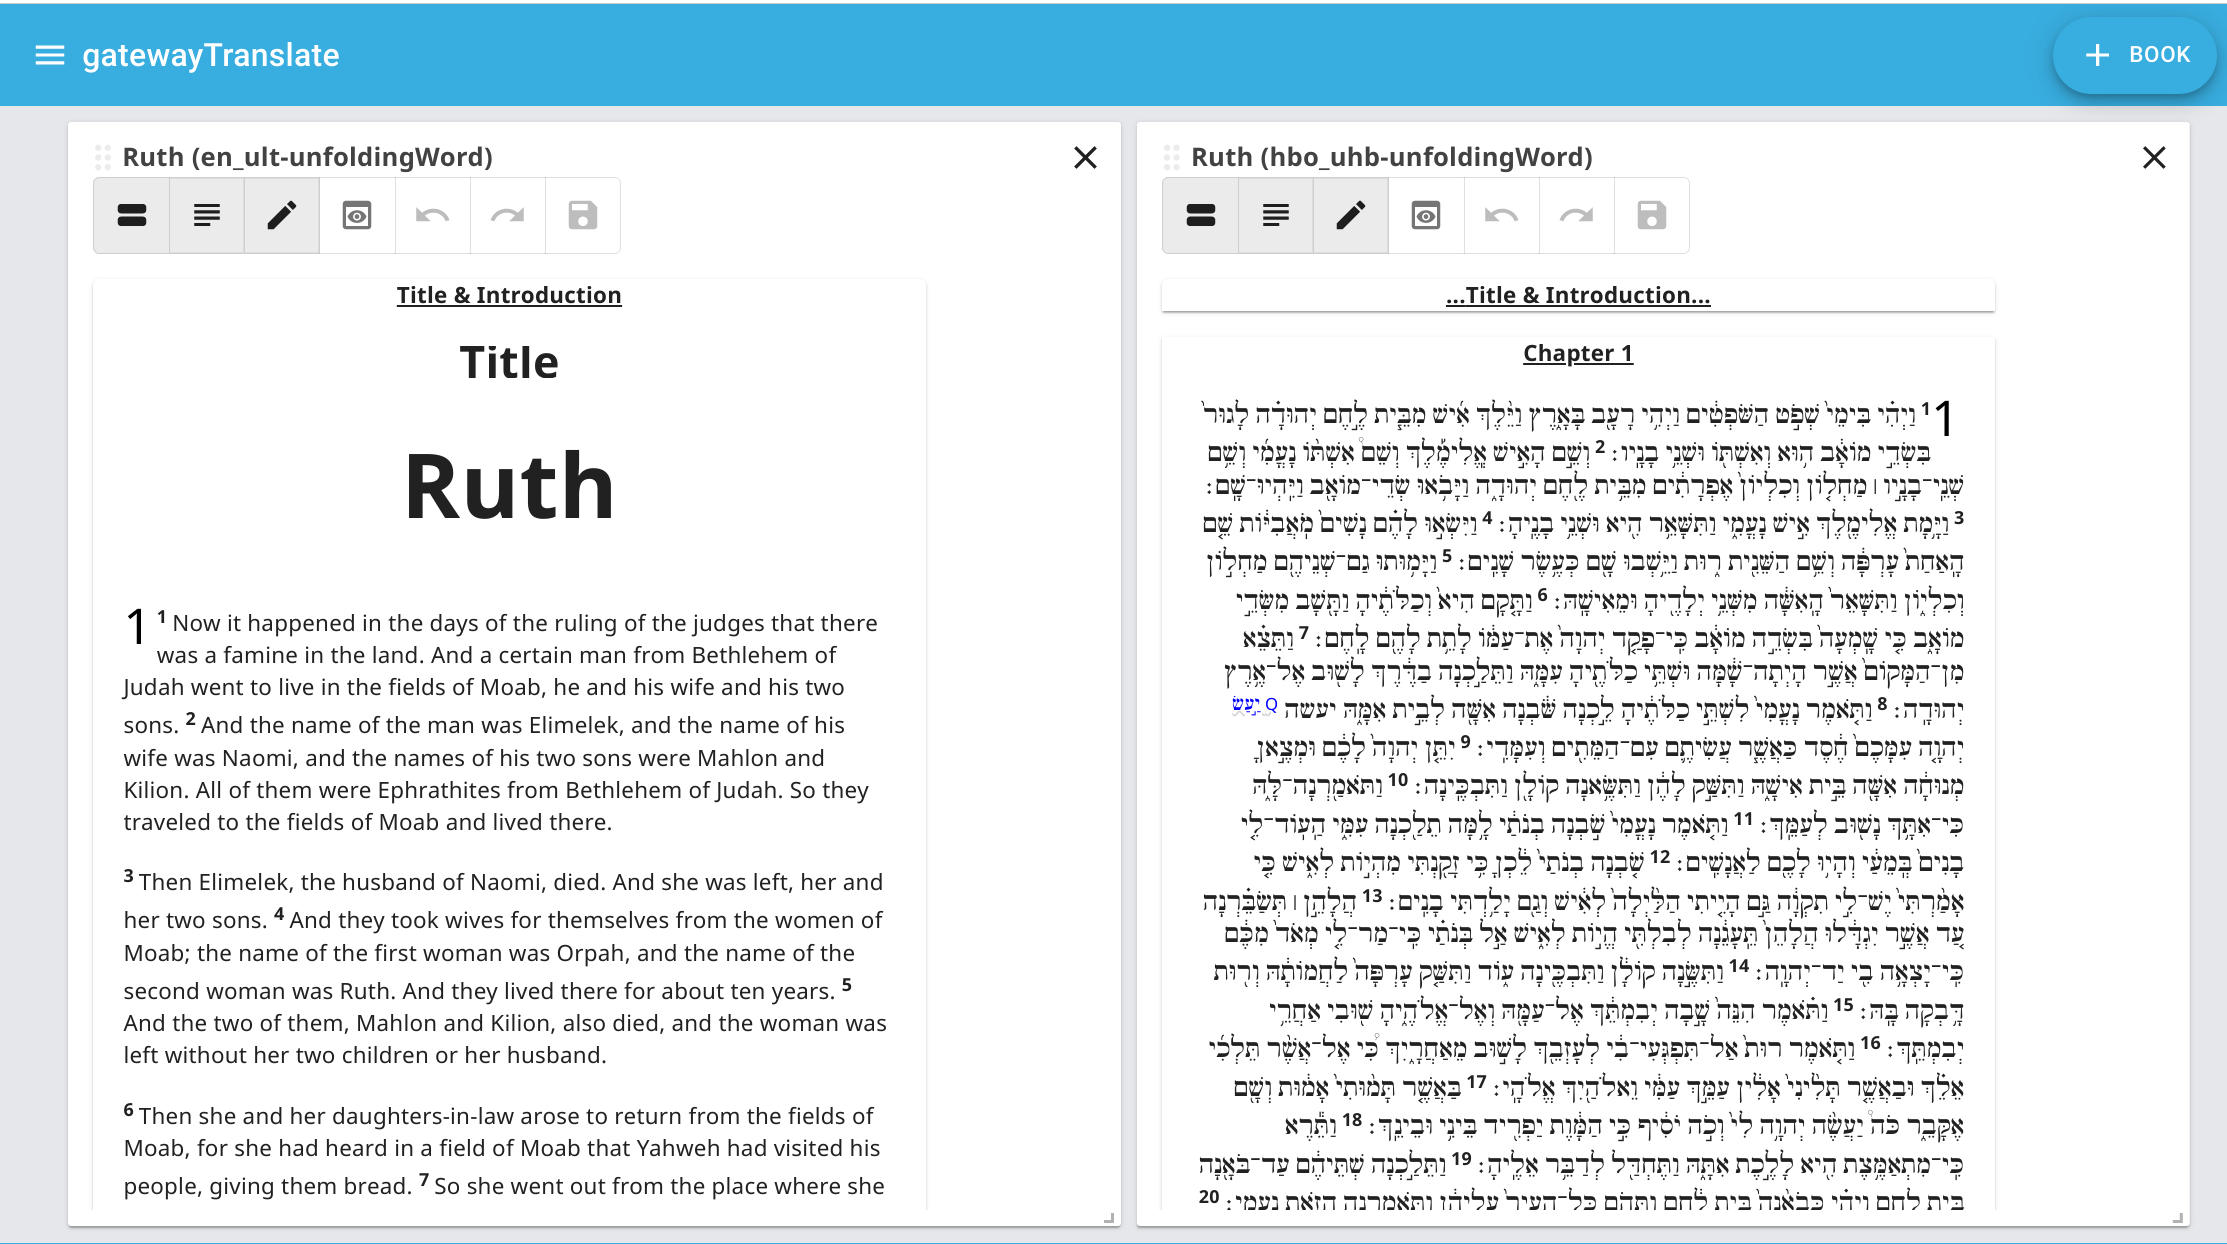 gatewayTranslate
BOOK
Ruth (en_ult-unfoldingWord)
Title & Introduction
Title
Ruth
1 1 Now it happened in the days of the ruling of the judges that there
was a famine in the land. And a certain man from Bethlehem of
Judah went to live in the fields of Moab, he and his wife and his two
sons. 2 And the name of the man was Elimelek, and the name of his
wife was Naomi, and the names of his two sons were Mahlon and
Kilion. All of them were Ephrathites from Bethlehem of Judah. So they
traveled to the fields of Moab and lived there.
3 Then Elimelek, the husband of Naomi, died. And she was left, her and
her two sons. 4 And they took wives for themselves from the women of
Moab; the name of the first woman was Orpah, and the name of the
second woman was Ruth. And they lived there for about ten years. 5
And the two of them, Mahlon and Kilion, also died, and the woman was
left without her two children or her husband.
6 Then she and her daughters-in-law arose to return from the fields of
Moab, for she had heard in a field of Moab that Yahweh had visited his
people, giving them bread. 7 So she went out from the place where she
Ruth (hbo_uhb-unfoldingWord)
...Title & Introduction...
Chapter 1
1 1 וַיְהִ֗י בִּימֵי֙ שְׁפֹ֣ט הַשֹּׁפְטִ֔ים וַיְהִ֥י רָעָ֖ב בָּאָ֑רֶץ וַיֵּ֨לֶךְ אִ֜ישׁ מִבֵּ֧ית לֶ֣חֶם יְהוּדָ֗ה לָגוּר֙
בִּשְׂדֵ֣י מוֹאָ֔ב ה֥וּא וְאִשְׁתּ֖וֹ וּשְׁנֵ֥י בָנָֽיו׃ 2 וְשֵׁ֣ם הָאִ֣ישׁ אֱ‍ֽלִימֶ֡לֶךְ וְשֵׁם֩ אִשְׁתּ֨וֹ נָעֳמִ֜י וְשֵׁ֥ם
שְׁנֵֽי־בָנָ֣יו ׀ מַחְל֤וֹן וְכִלְיוֹן֙ אֶפְרָתִ֔ים מִבֵּ֥ית לֶ֖חֶם יְהוּדָ֑ה וַיָּבֹ֥אוּ שְׂדֵי־מוֹאָ֖ב וַיִּֽהְיוּ־שָֽׁם׃
3 וַיָּ֥מָת אֱלִימֶ֖לֶךְ אִ֣ישׁ נָעֳמִ֑י וַתִּשָּׁאֵ֥ר הִ֖יא וּשְׁנֵ֥י בָנֶֽיהָ׃ 4 וַיִּשְׂא֣וּ לָהֶ֗ם נָשִׁים֙ מֹֽאֲבִיּ֔וֹת שֵׁ֤ם
הָֽאַחַת֙ עָרְפָּ֔ה וְשֵׁ֥ם הַשֵּׁנִ֖ית ר֑וּת וַיֵּ֥שְׁבוּ שָׁ֖ם כְּעֶ֥שֶׂר שָׁנִֽים׃ 5 וַיָּמ֥וּתוּ גַם־שְׁנֵיהֶ֖ם מַחְל֣וֹן
וְכִלְי֑וֹן וַתִּשָּׁאֵר֙ הָֽאִשָּׁ֔ה מִשְּׁנֵ֥י יְלָדֶ֖יהָ וּמֵאִישָֽׁהּ׃ 6 וַתָּ֤קָם הִיא֙ וְכַלֹּתֶ֔יהָ וַתָּ֖שָׁב מִשְּׂדֵ֣י
מוֹאָ֑ב כִּ֤י שָֽׁמְעָה֙ בִּשְׂדֵ֣ה מוֹאָ֔ב כִּֽי־פָקַ֤ד יְהוָה֙ אֶת־עַמּ֔וֹ לָתֵ֥ת לָהֶ֖ם לָֽחֶם׃ 7 וַתֵּצֵ֗א
מִן־הַמָּקוֹם֙ אֲשֶׁ֣ר הָיְתָה־שָׁ֔מָּה וּשְׁתֵּ֥י כַלֹּתֶ֖יהָ עִמָּ֑הּ וַתֵּלַ֣כְנָה בַדֶּ֔רֶךְ לָשׁ֖וּב אֶל־אֶ֥רֶץ
יְהוּדָֽה׃ 8 וַתֹּ֤אמֶר נָעֳמִי֙ לִשְׁתֵּ֣י כַלֹּתֶ֔יהָ לֵ֣כְנָה שֹּׁ֔בְנָה אִשָּׁ֖ה לְבֵ֣ית אִמָּ֑הּ יעשה Q יַ֣עַשׂ
יְהוָ֤ה עִמָּכֶם֙ חֶ֔סֶד כַּאֲשֶׁ֧ר עֲשִׂיתֶ֛ם עִם־הַמֵּתִ֖ים וְעִמָּדִֽי׃ 9 יִתֵּ֤ן יְהוָה֙ לָכֶ֔ם וּמְצֶ֣אןָ
מְנוּחָ֔ה אִשָּׁ֖ה בֵּ֣ית אִישָׁ֑הּ וַתִּשַּׁ֣ק לָהֶ֔ן וַתִּשֶּׂ֥אנָה קוֹלָ֖ן וַתִּבְכֶּֽינָה׃ 10 וַתֹּאמַ֖רְנָה־לָּ֑הּ
כִּי־אִתָּ֥ךְ נָשׁ֖וּב לְעַמֵּֽךְ׃ 11 וַתֹּ֤אמֶר נָעֳמִי֙ שֹׁ֣בְנָה בְנֹתַ֔י לָ֥מָּה תֵלַ֖כְנָה עִמִּ֑י הַֽעֽוֹד־לִ֤י
בָנִים֙ בְּֽמֵעַ֔י וְהָי֥וּ לָכֶ֖ם לַאֲנָשִֽׁים׃ 12 שֹׁ֤בְנָה בְנֹתַי֙ לֵ֔כְןָ כִּ֥י זָקַ֖נְתִּי מִהְי֣וֹת לְאִ֑ישׁ כִּ֤י
אָמַ֙רְתִּי֙ יֶשׁ־לִ֣י תִקְוָ֔ה גַּ֣ם הָיִ֤יתִי הַלַּ֙יְלָה֙ לְאִ֔ישׁ וְגַ֖ם יָלַ֥דְתִּי בָנִֽים׃ 13 הֲלָהֵ֣ן ׀ תְּשַׂבֵּ֗רְנָה
עַ֚ד אֲשֶׁ֣ר יִגְדָּ֔לוּ הֲלָהֵן֙ תֵּֽעָגֵ֔נָה לְבִלְתִּ֖י הֱי֣וֹת לְאִ֑ישׁ אַ֣ל בְּנֹתַ֗י כִּֽי־מַר־לִ֤י מְאֹד֙ מִכֶּ֔ם
כִּֽי־יָצְאָ֥ה בִ֖י יַד־יְהוָֽה׃ 14 וַתִּשֶּׂ֣נָה קוֹלָ֔ן וַתִּבְכֶּ֖ינָה ע֑וֹד וַתִּשַּׁ֤ק עָרְפָּה֙ לַחֲמוֹתָ֔הּ וְר֖וּת
דָּ֥בְקָה בָּֽהּ׃ 15 וַתֹּ֗אמֶר הִנֵּה֙ שָׁ֣בָה יְבִמְתֵּ֔ךְ אֶל־עַמָּ֖הּ וְאֶל־אֱלֹהֶ֑יהָ שׁ֖וּבִי אַחֲרֵ֥י
יְבִמְתֵּֽךְ׃ 16 וַתֹּ֤אמֶר רוּת֙ אַל־תִּפְגְּעִי־בִ֔י לְעָזְבֵ֖ךְ לָשׁ֣וּב מֵאַחֲרָ֑יִךְ כִּ֠י אֶל־אֲשֶׁ֨ר תֵּלְכִ֜י
אֵלֵ֗ךְ וּבַאֲשֶׁ֤ר תָּלִ֙ינִי֙ אָלִ֔ין עַמֵּ֣ךְ עַמִּ֔י וֵאלֹהַ֖יִךְ אֱלֹהָֽי׃ 17 בַּאֲשֶׁ֤ר תָּמ֙וּתִי֙ אָמ֔וּת וְשָׁ֖ם
אֶקָּבֵ֑ר כֹּה֩ יַעֲשֶׂ֨ה יְהוָ֥ה לִי֙ וְכֹ֣ה יֹסִ֔יף כִּ֣י הַמָּ֔וֶת יַפְרִ֖יד בֵּינִ֥י וּבֵינֵֽךְ׃ 18 וַתֵּ֕רֶא
כִּֽי־מִתְאַמֶּ֥צֶת הִ֖יא לָלֶ֣כֶת אִתָּ֑הּ וַתֶּחְדַּ֖ל לְדַבֵּ֥ר אֵלֶֽיהָ׃ 19 וַתֵּלַ֣כְנָה שְׁתֵּיהֶ֔ם עַד־בֹּאָ֖נָה
בֵּ֣ית לָ֑חֶם וַיְהִ֗י כְּבֹאָ֙נָה֙ בֵּ֣ית לֶ֔חֶם וַתֵּהֹ֤ם כָּל־הָעִיר֙ עֲלֵיהֶ֔ן וַתֹּאמַ֖רְנָה הֲזֹ֥את נָעֳמִֽי׃ 20